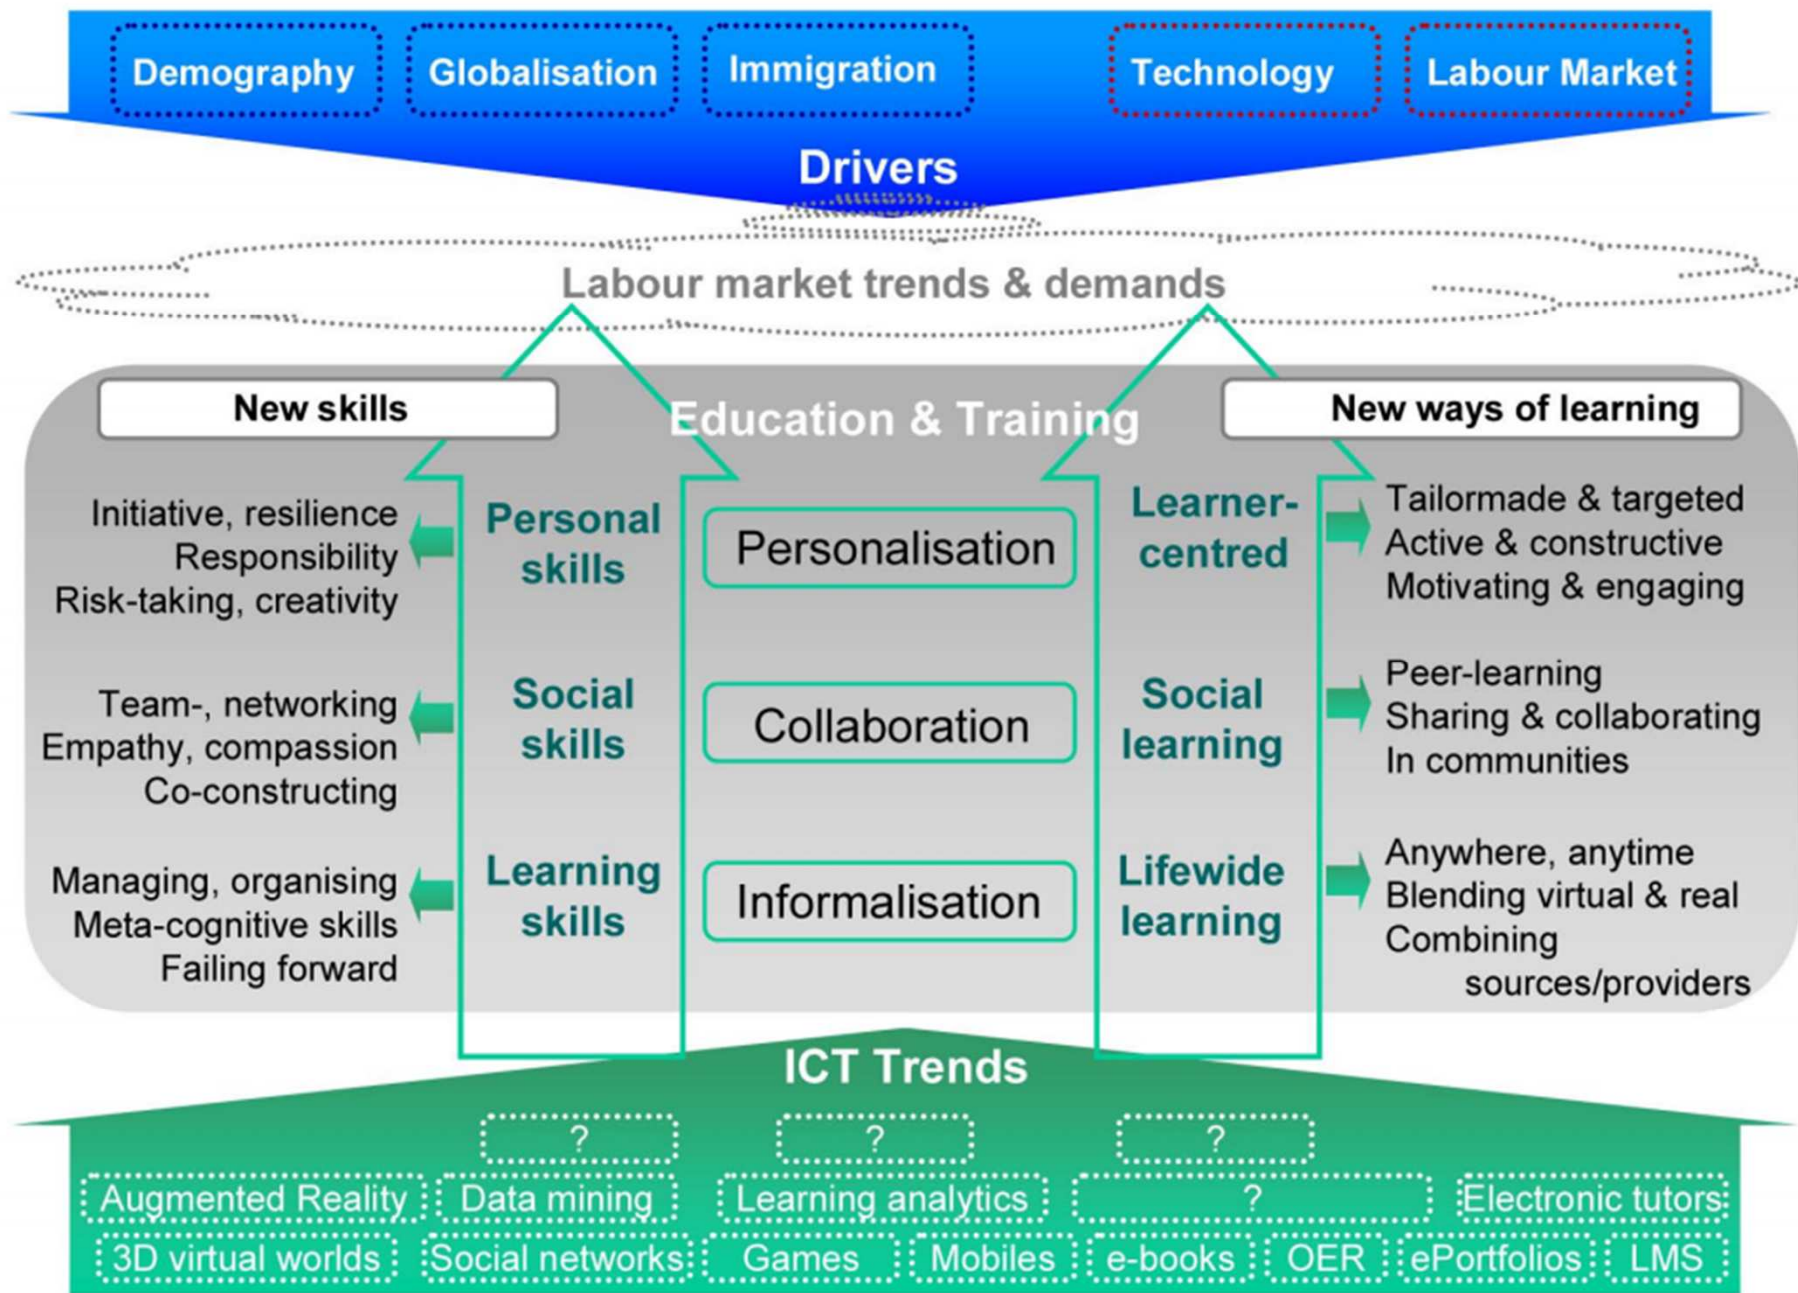 Demography Globalisation Immigration Technology Labour Market
Drivers
Labour market trends & demands
New skills
Education & Training
New ways of learning
Initiative, resilience
Responsibility
Risk-taking, creativity
Personal
skills
Personalisation
Learner-
centred
Tailormade & targeted
Active & constructive
Motivating & engaging
Team-, networking
Empathy, compassion
Co-constructing
Social
skills
Collaboration
Social
learning
Peer-learning
Sharing & collaborating
In communities
Managing, organising
Meta-cognitive skills
Failing forward
Learning
skills
Informalisation
Lifewide
learning
Anywhere, anytime
Blending virtual & real
Combining
sources/providers
ICT Trends
? ? ?
Augmented Reality Data mining Learning analytics ? Electronic tutors
3D virtual worlds Social networks Games Mobiles e-books OER ePortfolios LMS